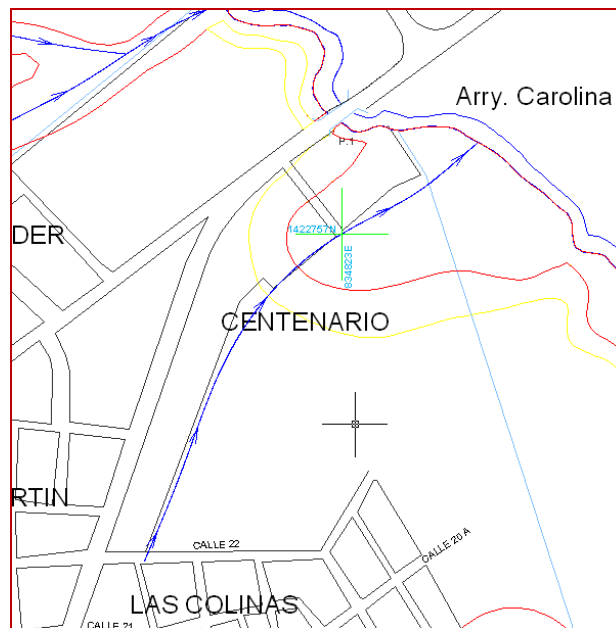 Arry. Carolina
P.1
DER
1422757N
834823E
CENTENARIO
RTIN
CALLE 22
CALLE 20 A
LAS COLINAS
CALLE 21